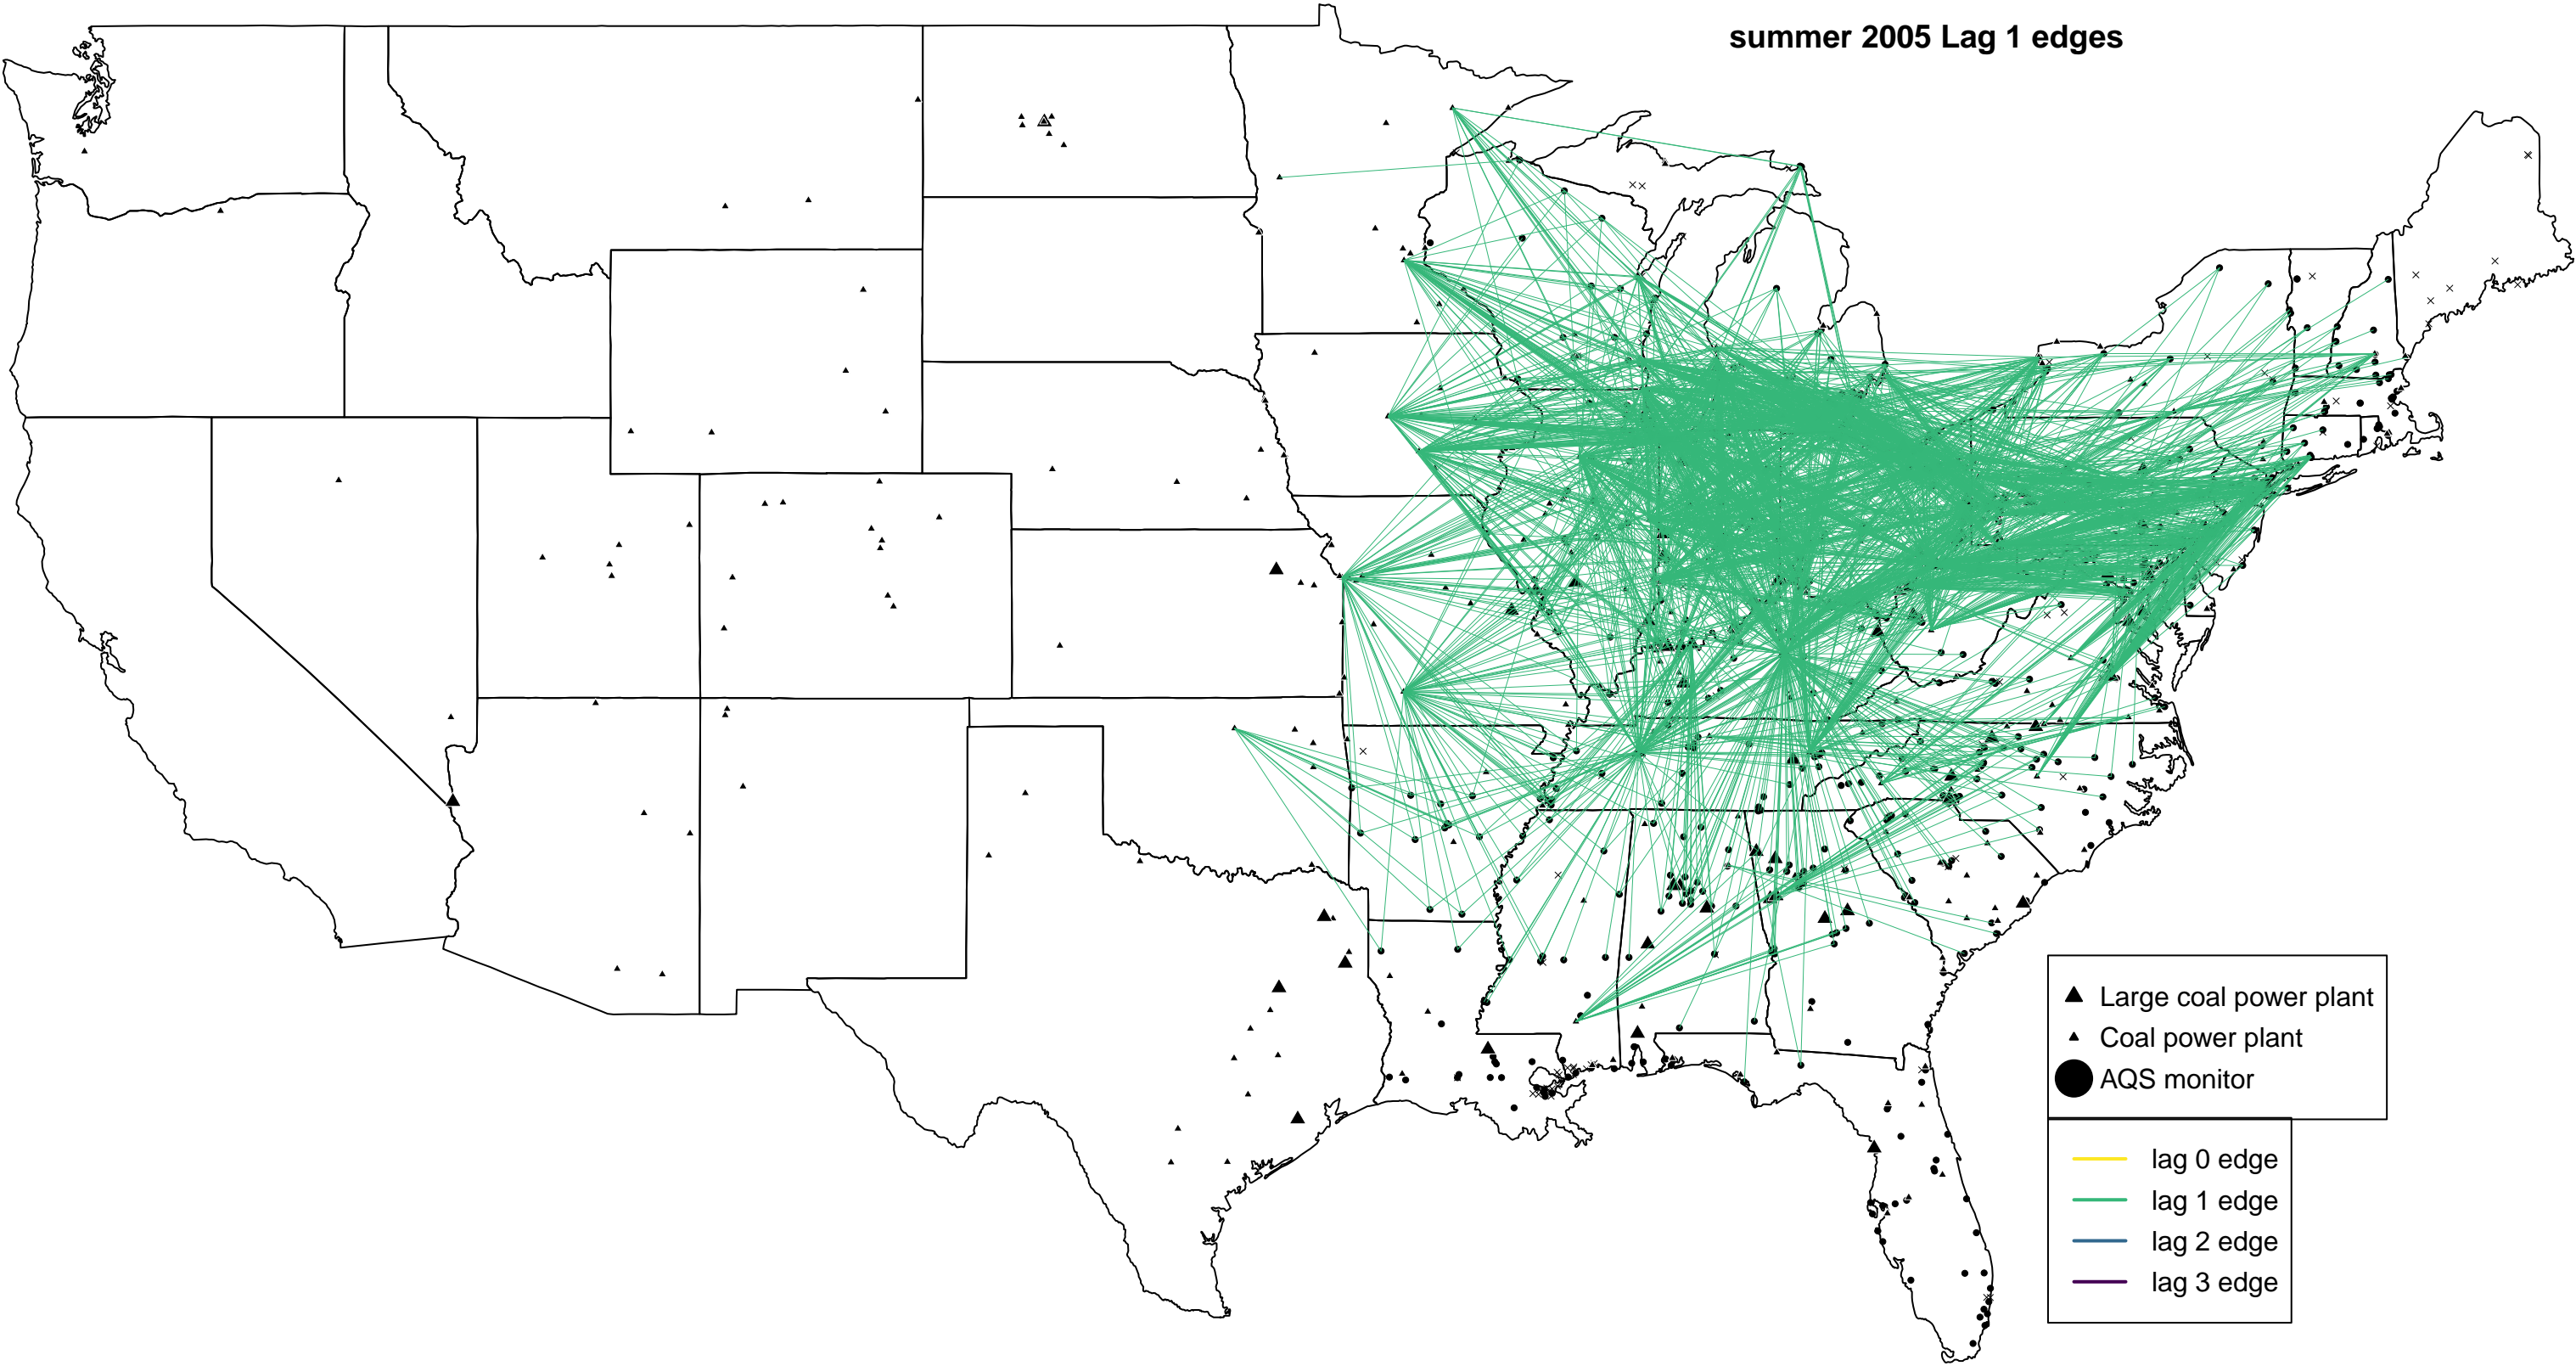 summer 2005 Lag 1 edges
Large coal power plant
Coal power plant
AQS monitor
lag 0 edge
lag 1 edge
lag 2 edge
lag 3 edge